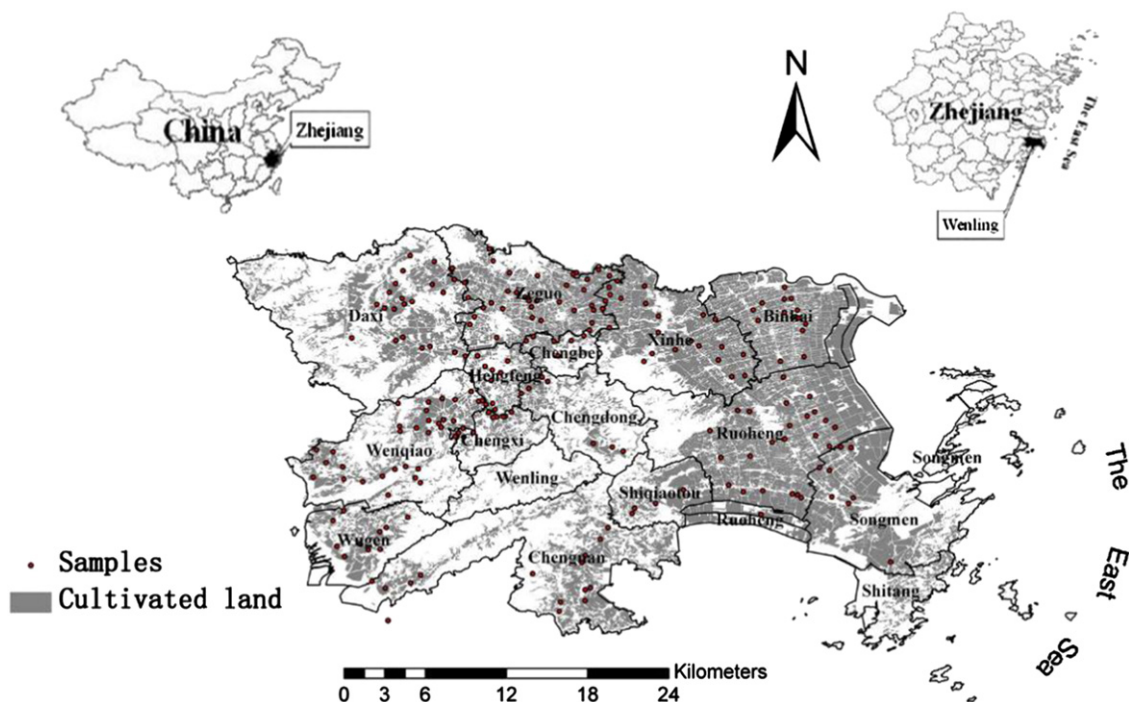 China
Zhejiang
N
Zhejiang
The East Sea
Wenling
Daxi
Zeguo
Binhai
Xinhe
Chengbei
Hengfeng
Chengdong
Ruoheng
Wenqiao
Chengxi
Songmen
Wenling
Shiqiaotou
Ruoheng
Songmen
Wugen
Chengnan
Shitang
The East Sea
Samples
Cultivated land
Kilometers
0 3 6 12 18 24